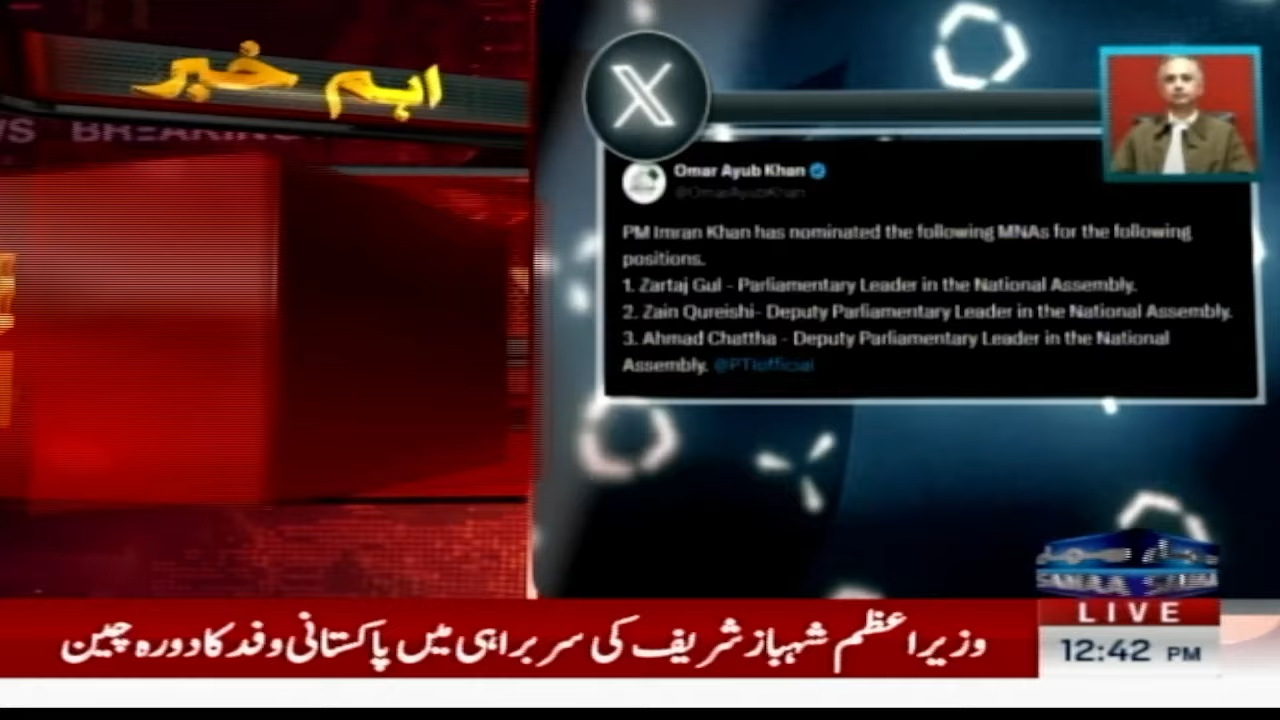 اہم خبر
X
Omar Ayub Khan
@OmarAyubKhan
PM Imran Khan has nominated the following MNAs for the following
positions.
1. Zartaj Gul - Parliamentary Leader in the National Assembly.
2. Zain Qureishi- Deputy Parliamentary Leader in the National Assembly.
3. Ahmad Chattha - Deputy Parliamentary Leader in the National
Assembly. @PTIofficial
LIVE
وزیراعظم شہباز شریف کی سربراہی میں پاکستانی وفد کا دورہ چین
12:42 PM